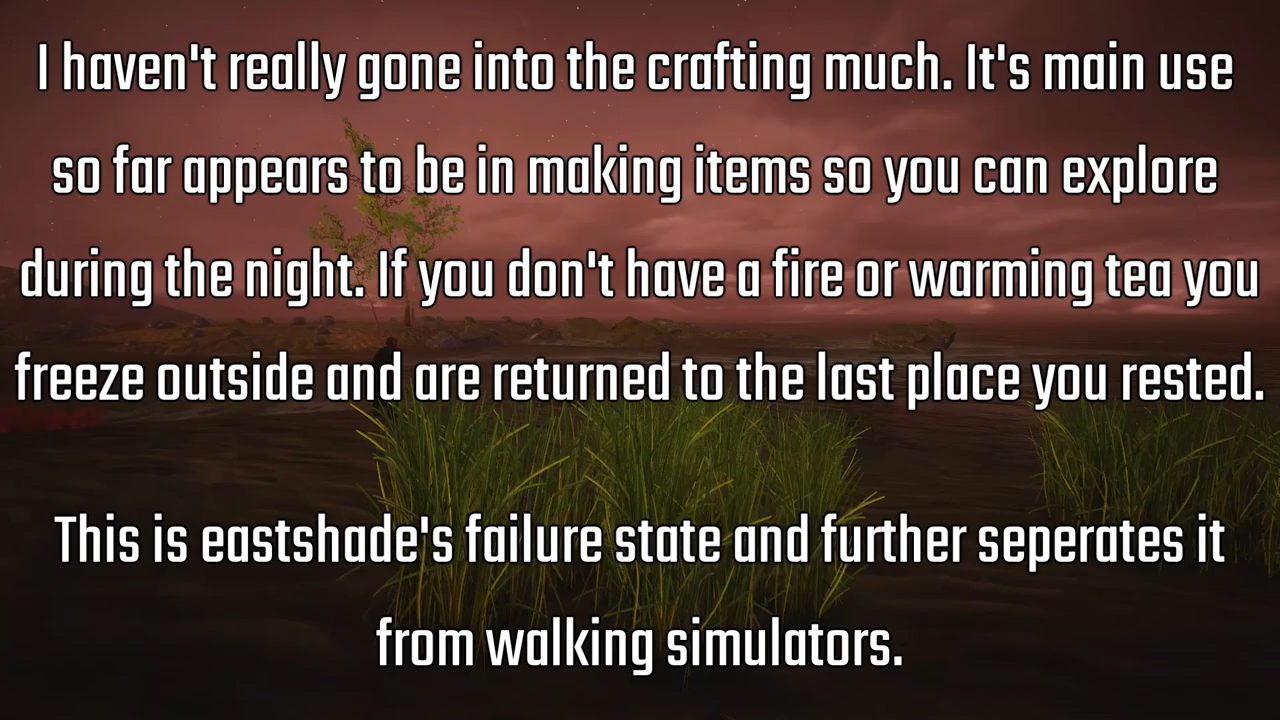 I haven't really gone into the crafting much. It's main use
so far appears to be in making items so you can explore
during the night. If you don't have a fire or warming tea you
freeze outside and are returned to the last place you rested.
This is eastshade's failure state and further seperates it
from walking simulators.